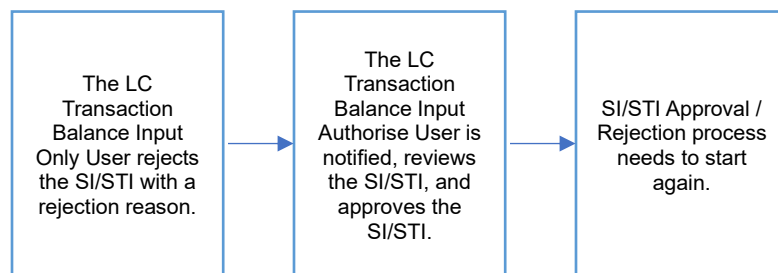 The LC
Transaction
Balance Input
Only User rejects
the SI/STI with a
rejection reason.
The LC
Transaction
Balance Input
Authorise User is
notified, reviews
the SI/STI, and
approves the
SI/STI.
SI/STI Approval /
Rejection process
needs to start
again.